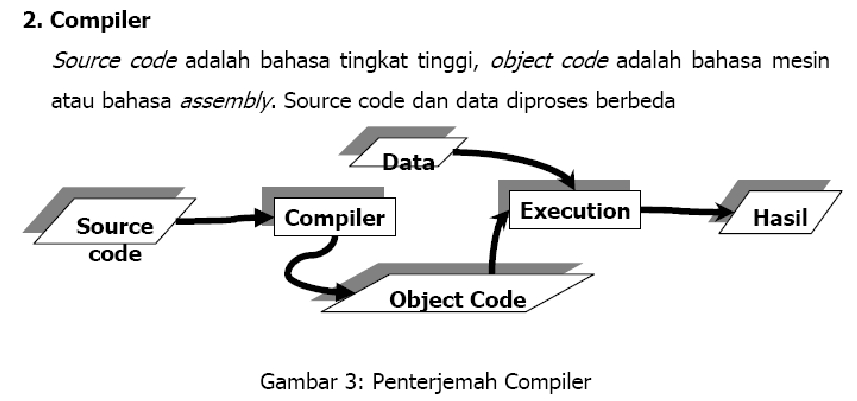 2. Compiler
Source code adalah bahasa tingkat tinggi, object code adalah bahasa mesin
atau bahasa assembly. Source code dan data diproses berbeda
Data
Source
code
Compiler
Execution
Hasil
Object Code
Gambar 3: Penterjemah Compiler